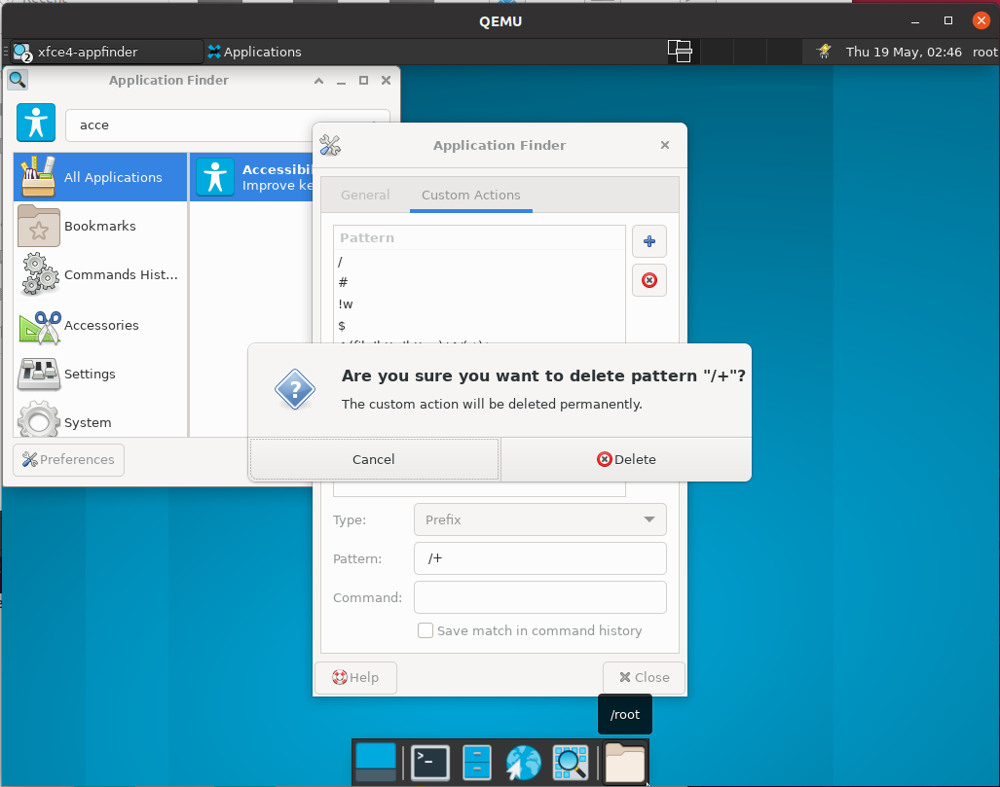 QEMU
xfce4-appfinder
2
Applications
Thu 19 May, 02:46
root
Application Finder
acce
All Applications
Bookmarks
Commands Hist...
Accessories
Settings
System
Preferences
Improve ke
Application Finder
General
Custom Actions
Pattern
/
#
!w
$
Are you sure you want to delete pattern "/+"?
The custom action will be deleted permanently.
Cancel
Delete
Type:
Prefix
Pattern:
/+
Command:
Save match in command history
Help
Close
/root